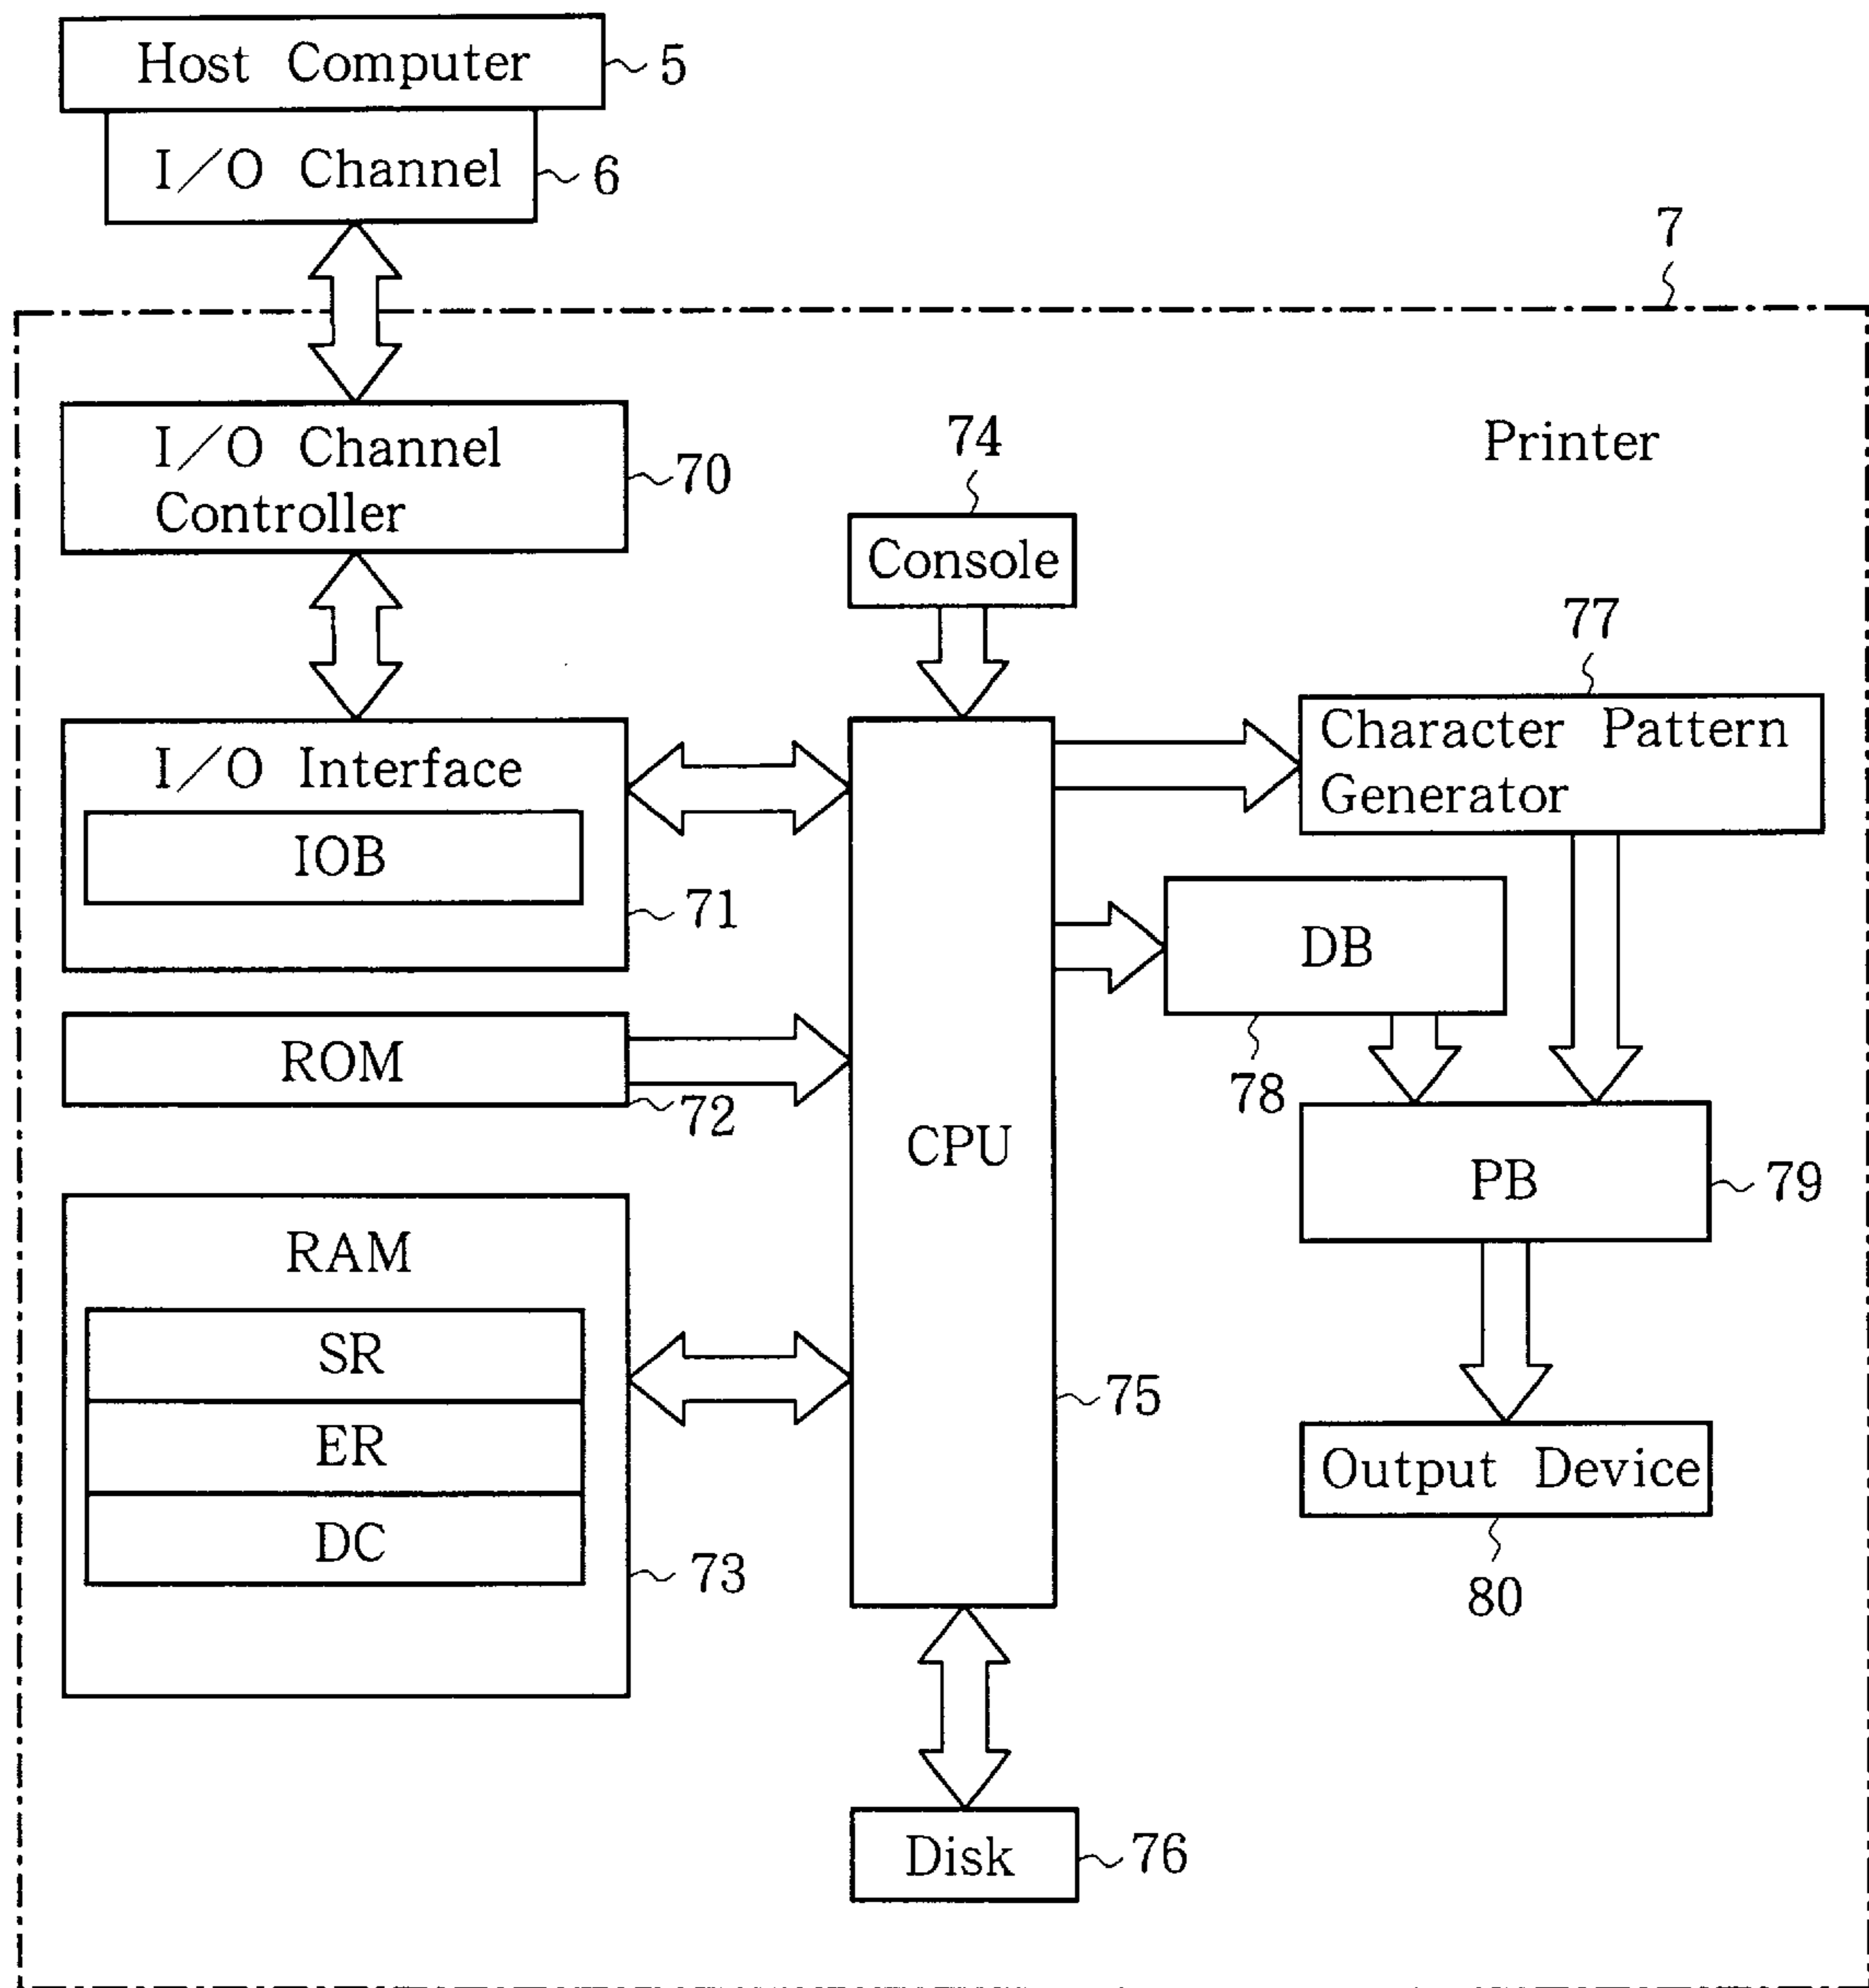 Host Computer
5
I/O Channel
6
7
Printer
I/O Channel
Controller
70
74
Console
77
Character Pattern
Generator
I/O Interface
IOB
71
DB
78
ROM
72
CPU
75
PB
79
RAM
SR
ER
DC
73
Output Device
80
Disk
76